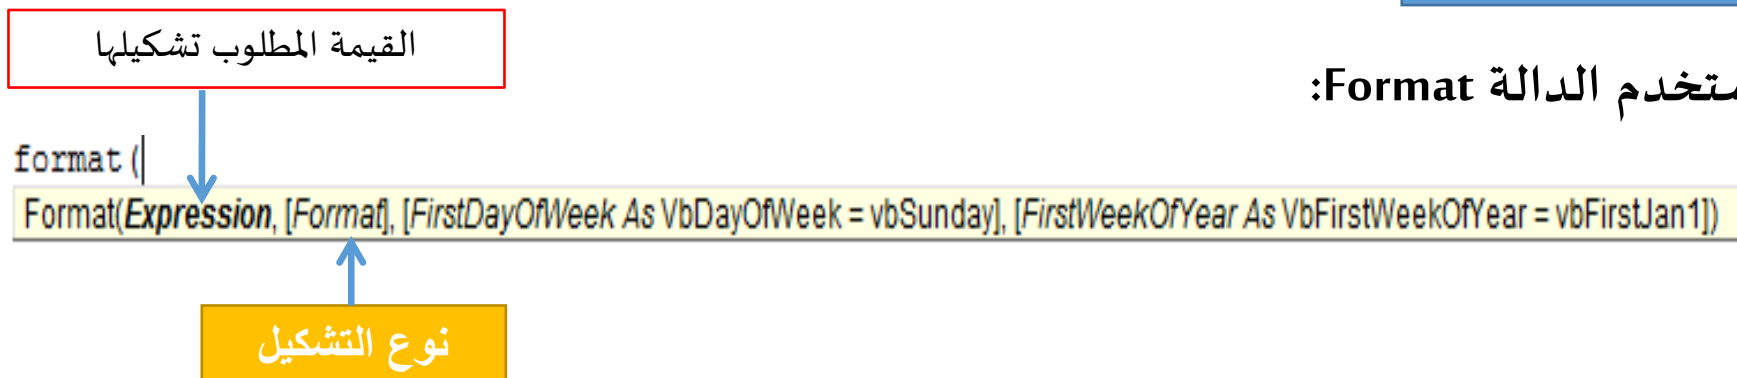 القيمة المطلوب تشكيلها
الدالة Format:
format(
Format(Expression, [Format], [FirstDayOfWeek As VbDayOfWeek = vbSunday], [FirstWeekOfYear As VbFirstWeekOfYear = vbFirstJan1])
نوع التشكيل